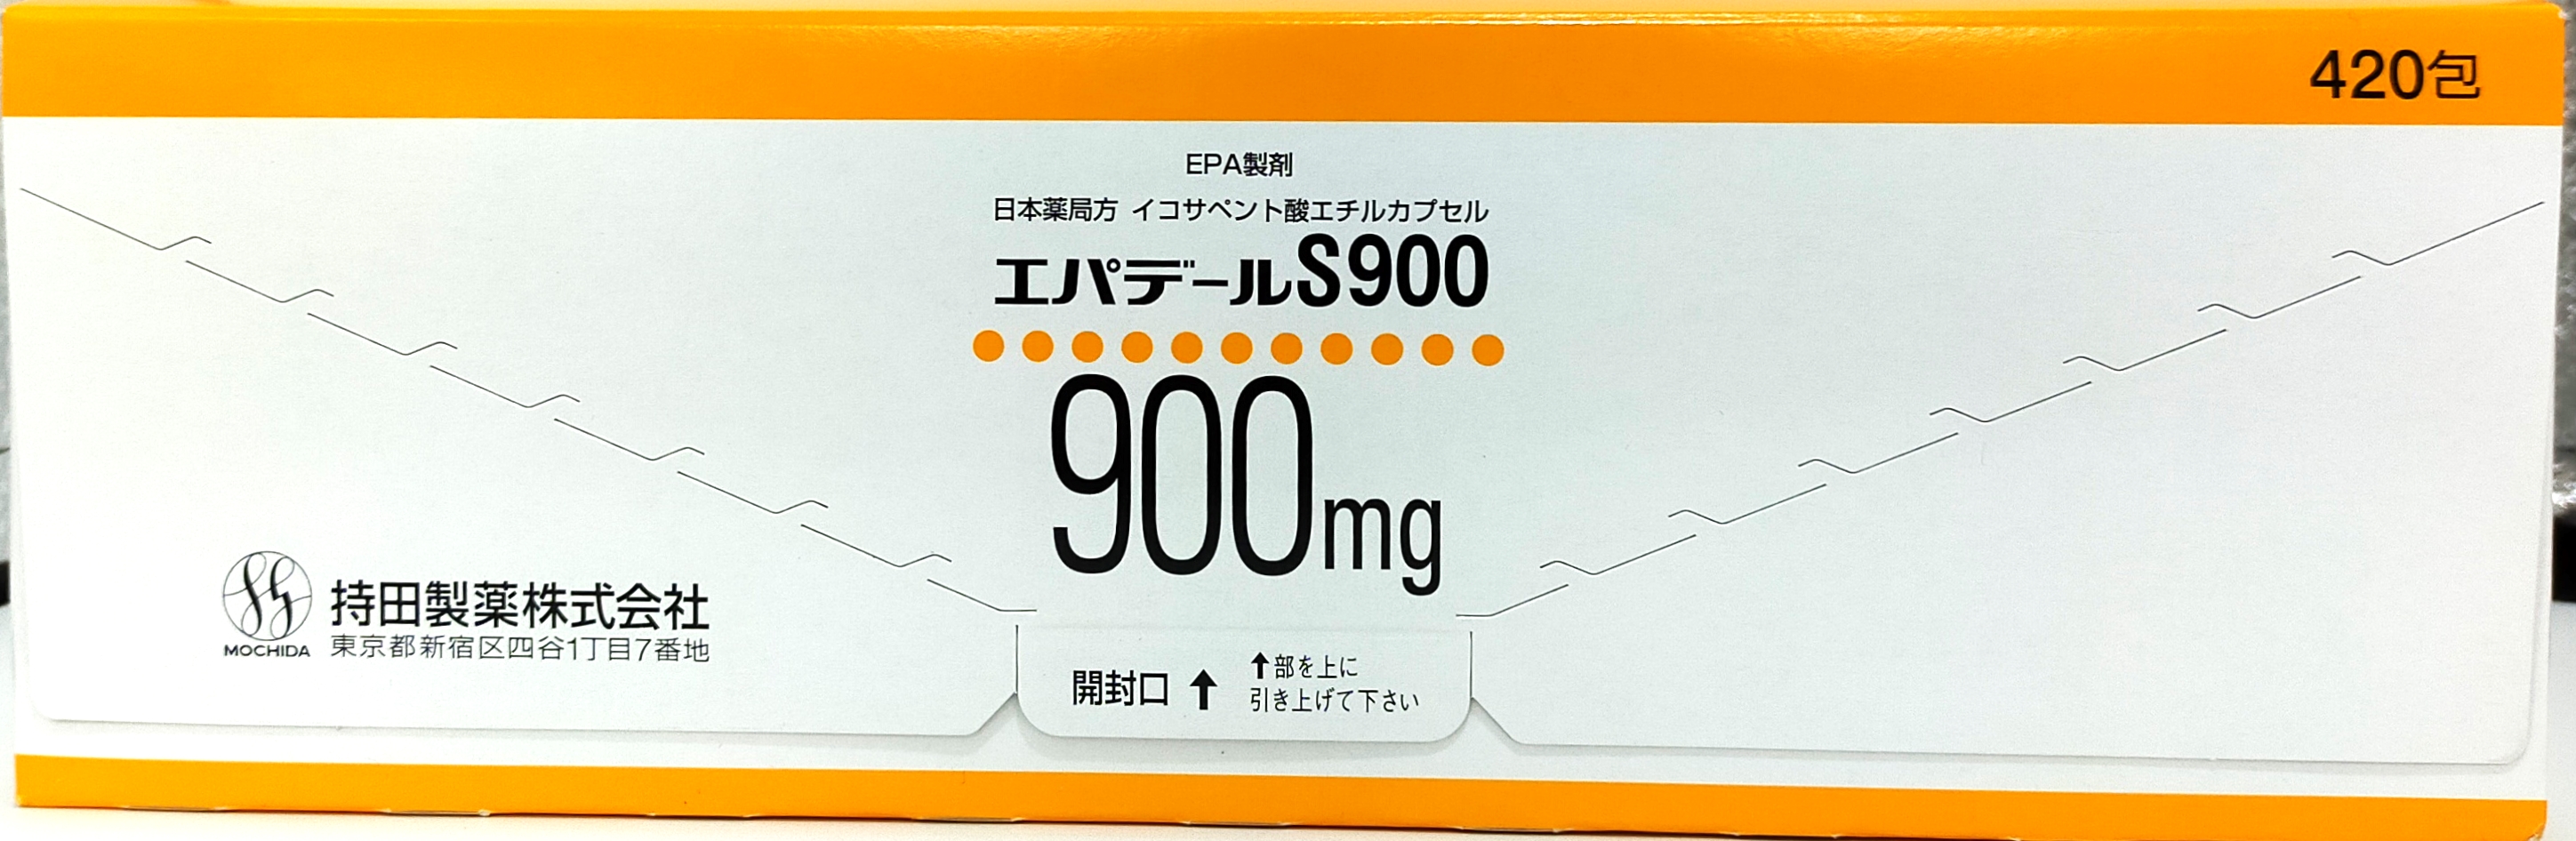 420包
EPA製剤
日本薬局方 イコサペント酸エチルカプセル
エパデールS900
900mg
MOCHIDA
持田製薬株式会社
東京都新宿区四谷1丁目7番地
開封口 ↑
↑部を上に
引き上げて下さい